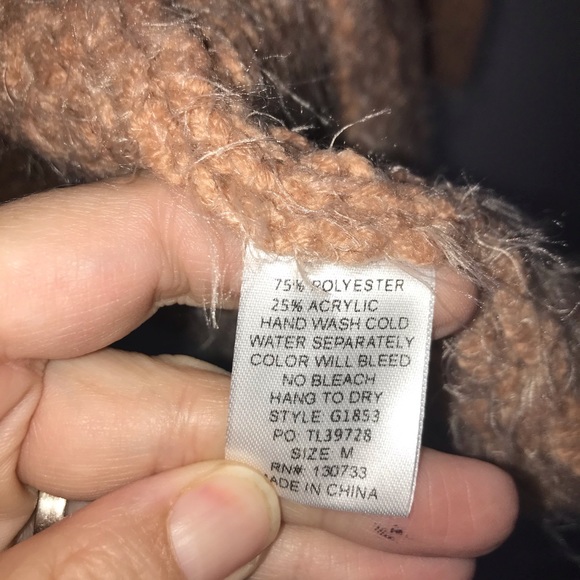 75% POLYESTER
25% ACRYLIC
HAND WASH COLD
WATER SEPARATELY
COLOR WILL BLEED
NO BLEACH
HANG TO DRY
STYLE G1853
PO: TL39728
SIZE M
RN#: 130733
MADE IN CHINA